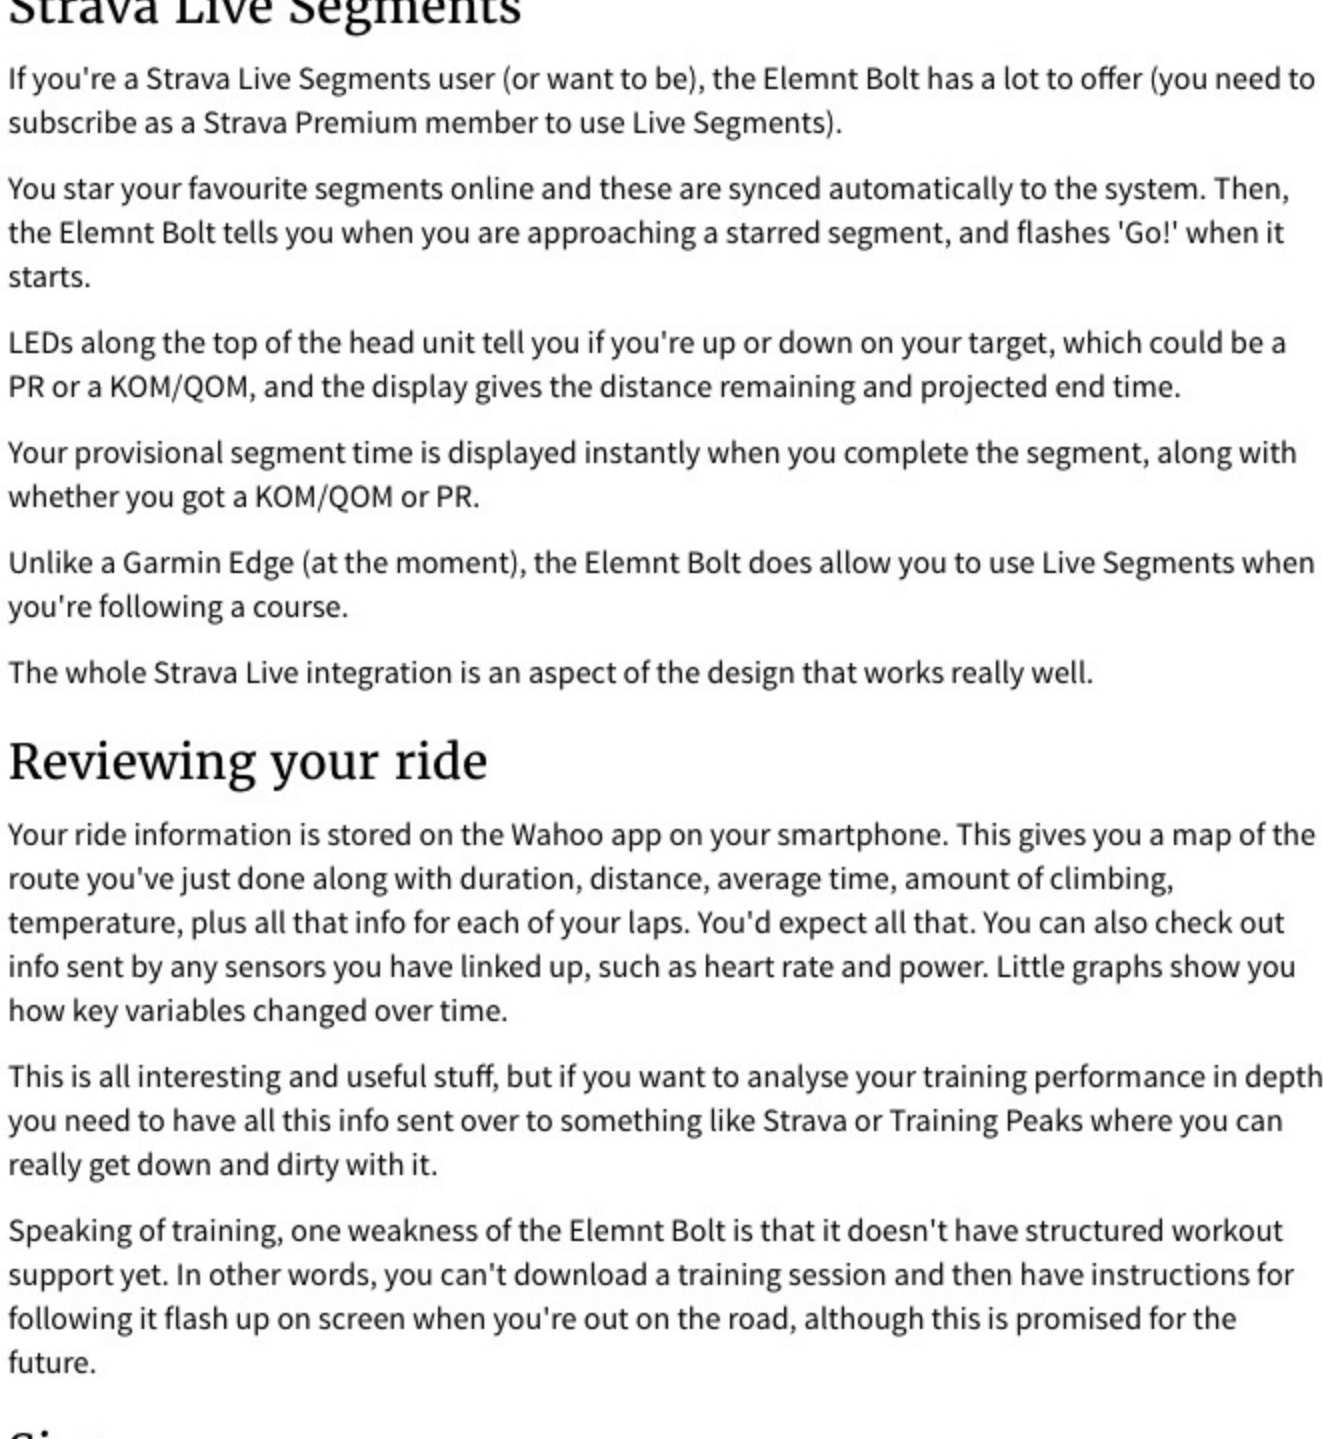 Strava Live Segments
If you're a Strava Live Segments user (or want to be), the Elemnt Bolt has a lot to offer (you need to
subscribe as a Strava Premium member to use Live Segments).
You star your favourite segments online and these are synced automatically to the system. Then,
the Elemnt Bolt tells you when you are approaching a starred segment, and flashes 'Go!' when it
starts.
LEDs along the top of the head unit tell you if you're up or down on your target, which could be a
PR or a KOM/QOM, and the display gives the distance remaining and projected end time.
Your provisional segment time is displayed instantly when you complete the segment, along with
whether you got a KOM/QOM or PR.
Unlike a Garmin Edge (at the moment), the Elemnt Bolt does allow you to use Live Segments when
you're following a course.
The whole Strava Live integration is an aspect of the design that works really well.
Reviewing your ride
Your ride information is stored on the Wahoo app on your smartphone. This gives you a map of the
route you've just done along with duration, distance, average time, amount of climbing,
temperature, plus all that info for each of your laps. You'd expect all that. You can also check out
info sent by any sensors you have linked up, such as heart rate and power. Little graphs show you
how key variables changed over time.
This is all interesting and useful stuff, but if you want to analyse your training performance in depth
you need to have all this info sent over to something like Strava or Training Peaks where you can
really get down and dirty with it.
Speaking of training, one weakness of the Elemnt Bolt is that it doesn't have structured workout
support yet. In other words, you can't download a training session and then have instructions for
following it flash up on screen when you're out on the road, although this is promised for the
future.